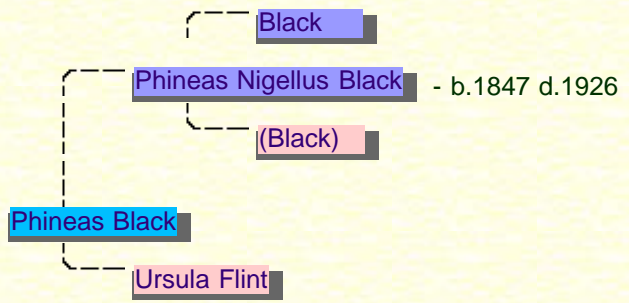 Black
Phineas Nigellus Black - b.1847 d.1926
(Black)
Phineas Black
Ursula Flint